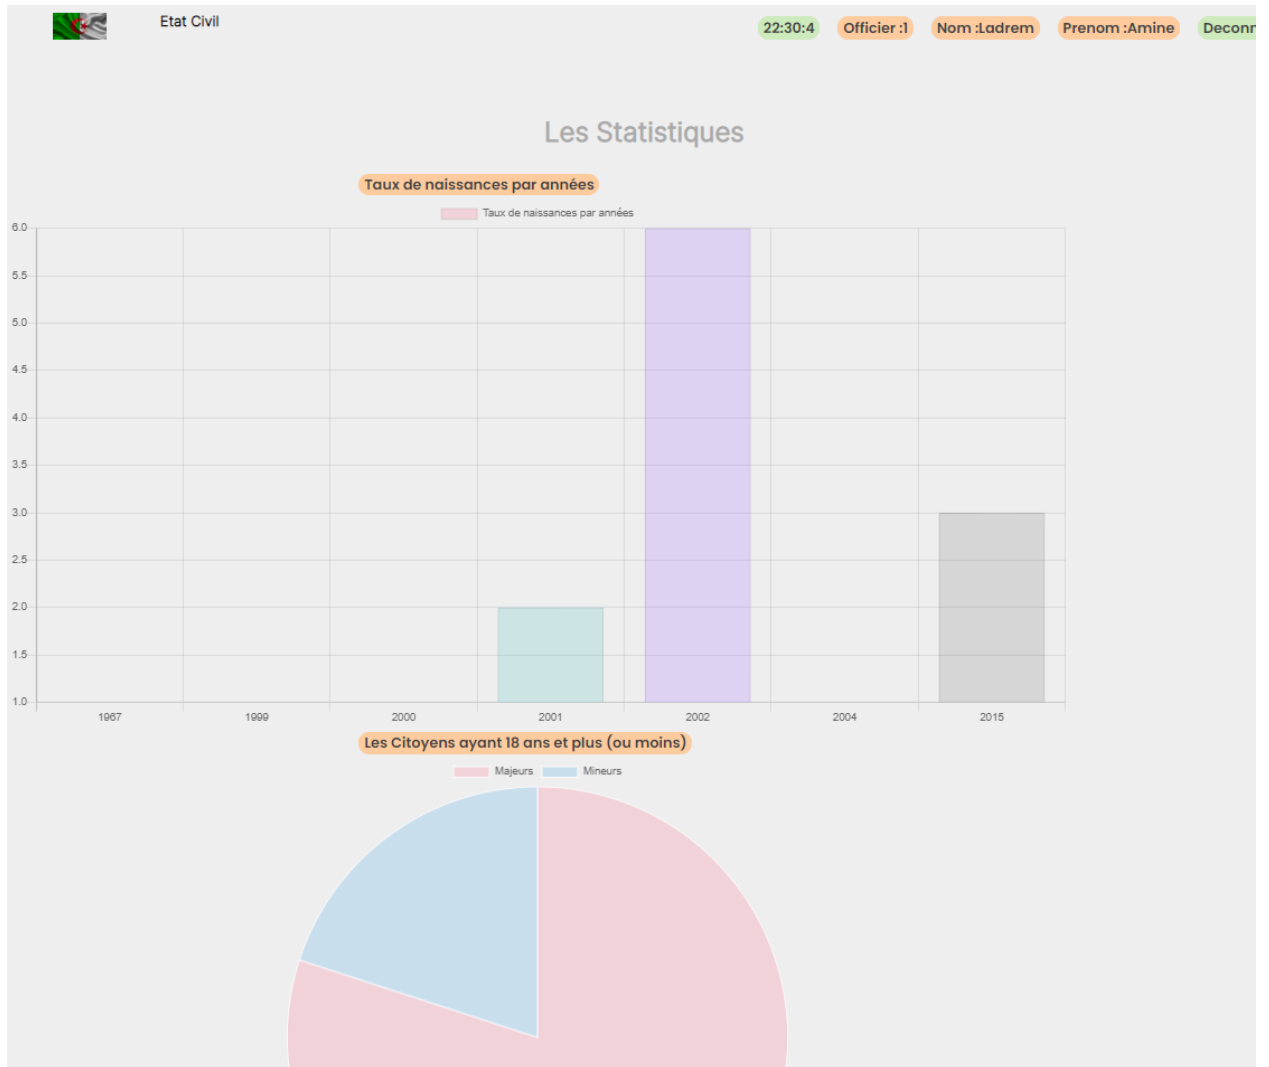 Etat Civil
22:30:4 Officier :1 Nom :Ladrem Prenom :Amine Deconn
Les Statistiques
Taux de naissances par années
Taux de naissances par années
6.0
5.5
5.0
4.5
4.0
3.5
3.0
2.5
2.0
1.5
1.0
1967 1999 2000 2001 2002 2004 2015
Les Citoyens ayant 18 ans et plus (ou moins)
Majeurs Mineurs